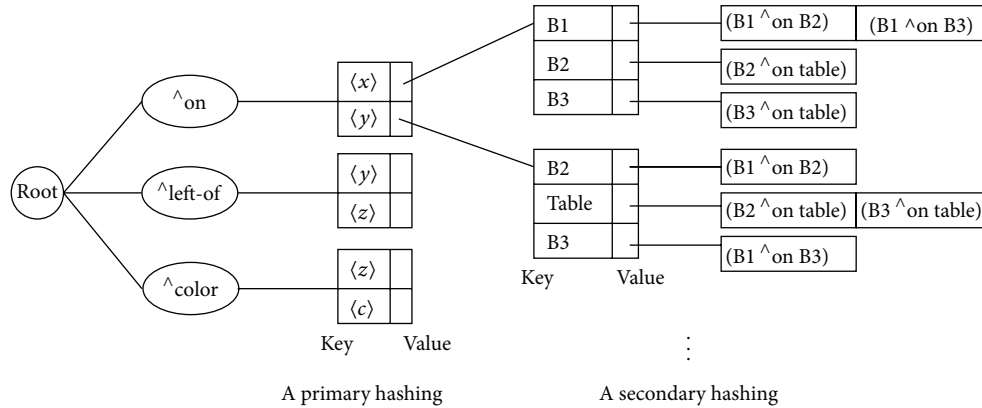 B1 (B1 ^on B2) (B1 ^on B3)
B2 (B2 ^on table)
B3 (B3 ^on table)
⟨x⟩
^on
⟨y⟩
B2 (B1 ^on B2)
Table (B2 ^on table) (B3 ^on table)
B3 (B1 ^on B3)
Key Value
Root
^left-of
⟨y⟩
⟨z⟩
^color
⟨z⟩
⟨c⟩
Key Value
⋮
A primary hashing
A secondary hashing